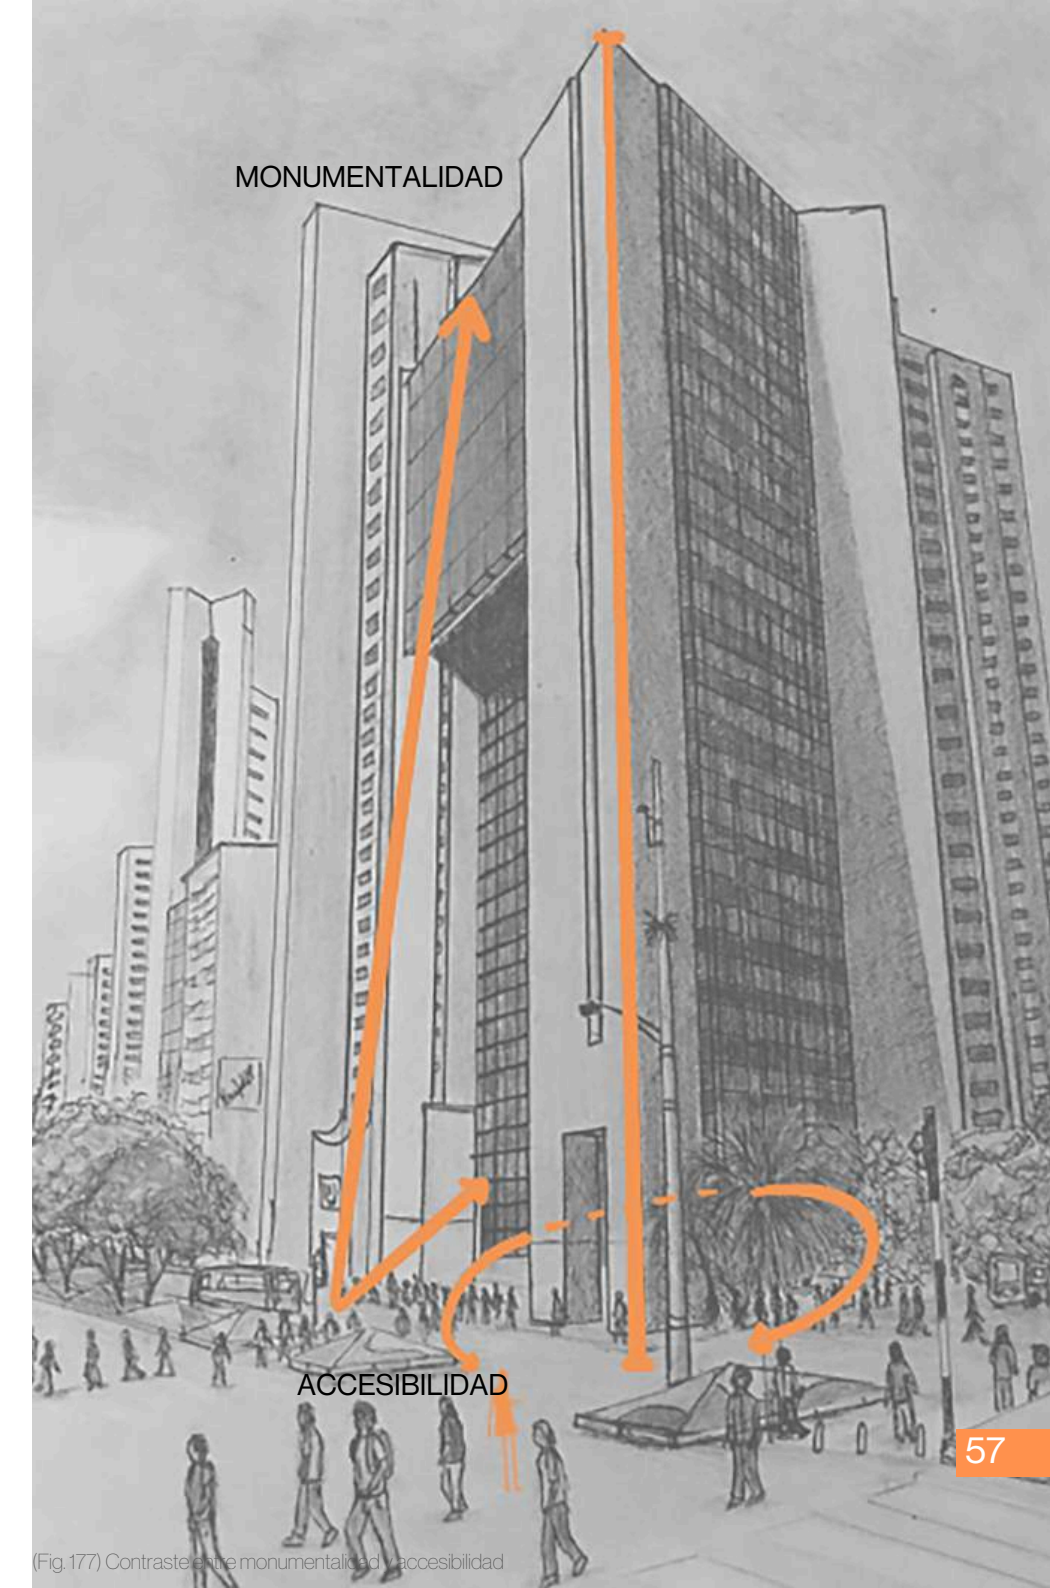 MONUMENTALIDAD
ACCESIBILIDAD
57
(Fig. 177) Contraste entre monumentalidad y accesibilidad